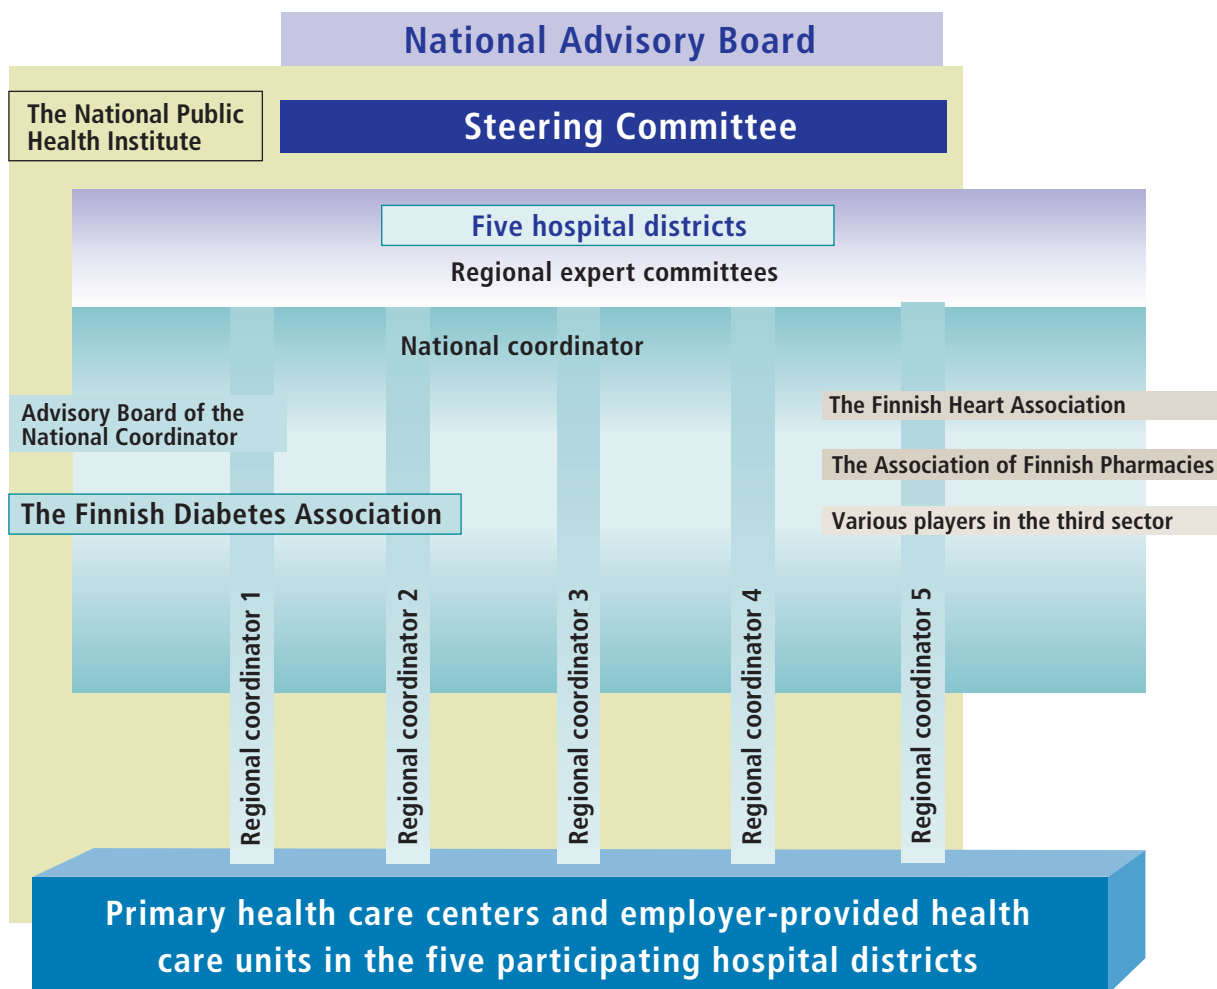 National Advisory Board
The National Public
Health Institute
Steering Committee
Five hospital districts
Regional expert committees
National coordinator
Advisory Board of the
National Coordinator
The Finnish Heart Association
The Association of Finnish Pharmacies
The Finnish Diabetes Association
Various players in the third sector
Regional coordinator 1
Regional coordinator 2
Regional coordinator 3
Regional coordinator 4
Regional coordinator 5
Primary health care centers and employer-provided health
care units in the five participating hospital districts